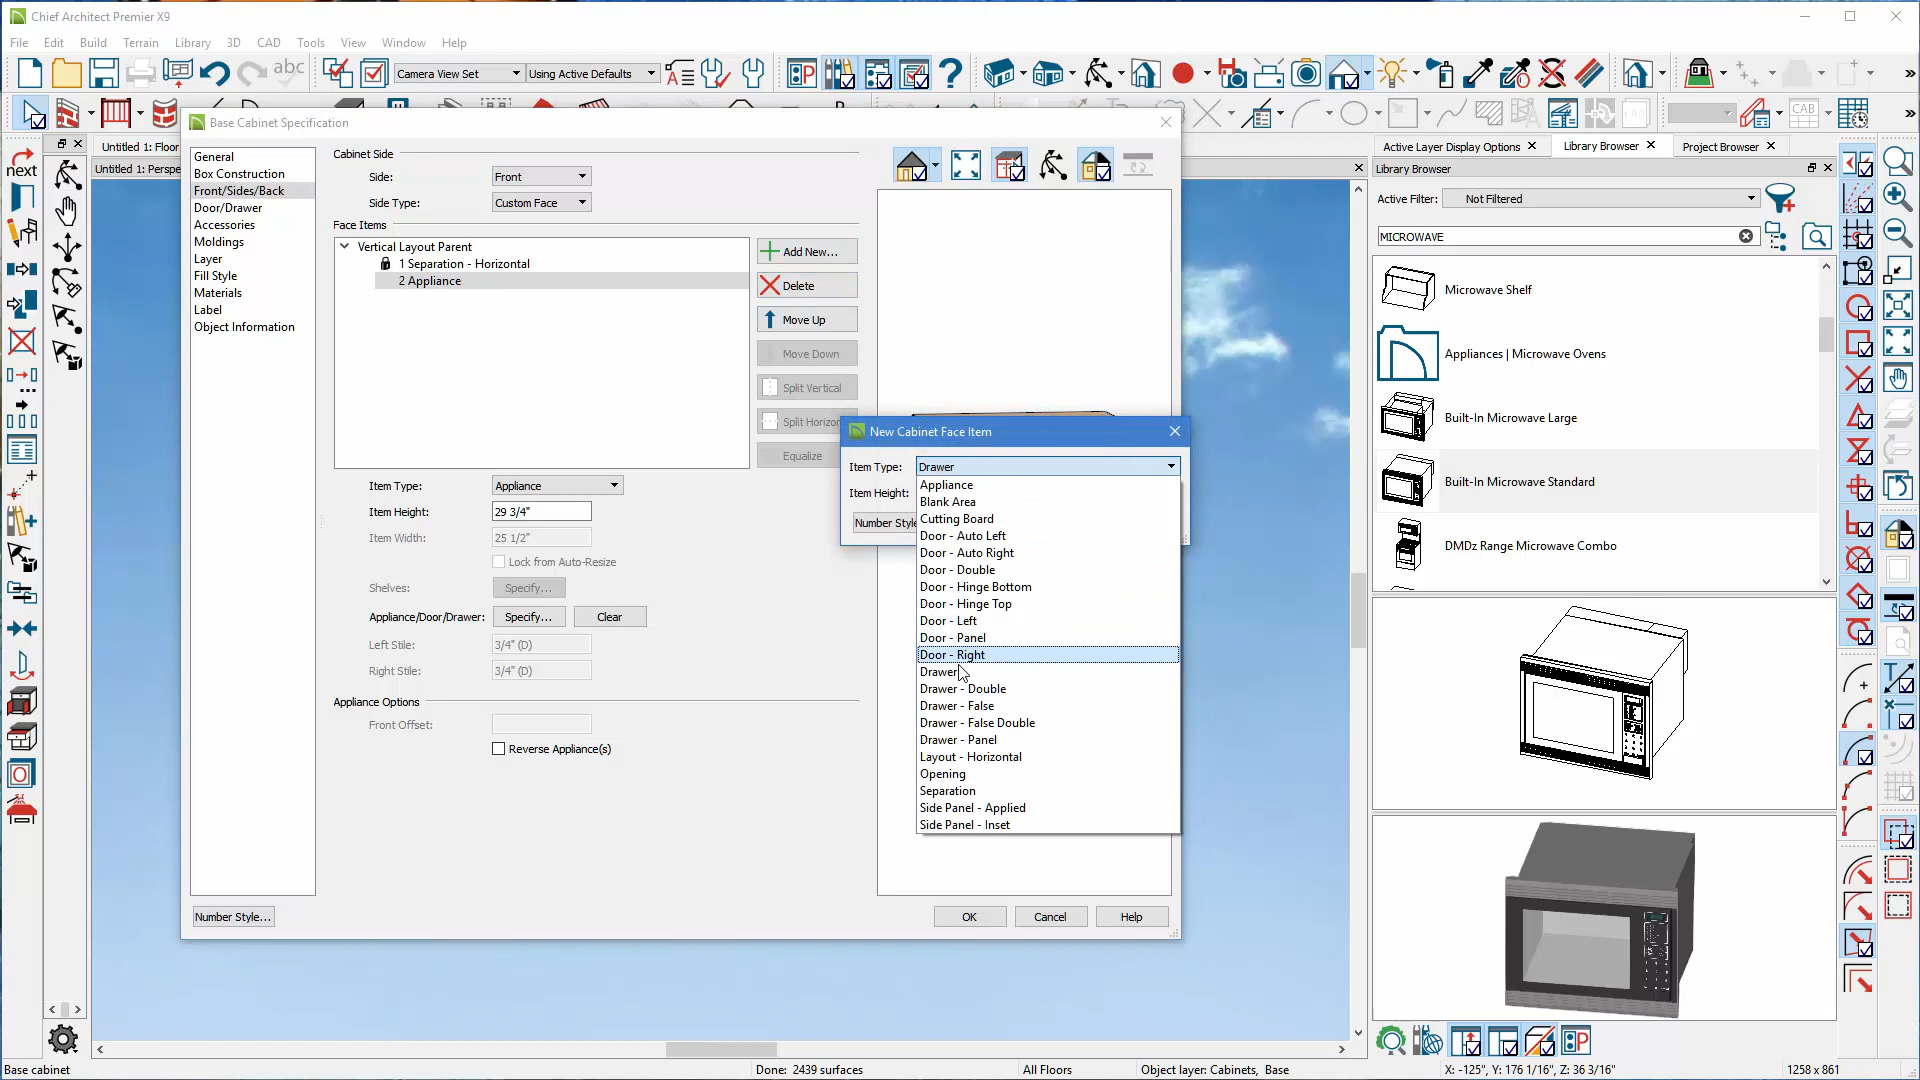 Chief Architect Premier X9
File Edit Build Terrain Library 3D CAD Tools View Window Help
abc Camera View Set Using Active Defaults
next
Untitled 1: Floor
Untitled 1: Perspe
Base Cabinet Specification
General
Box Construction
Front/Sides/Back
Door/Drawer
Accessories
Moldings
Layer
Fill Style
Materials
Label
Object Information
Number Style...
Cabinet Side
Side: Front
Side Type: Custom Face
Face Items
Vertical Layout Parent
1 Separation - Horizontal
2 Appliance
Add New...
Delete
Move Up
Move Down
Split Vertical
Split Horizor
Equalize
Item Type: Appliance
Item Height: 29 3/4"
Item Width: 25 1/2"
Lock from Auto-Resize
Shelves: Specify...
Appliance/Door/Drawer: Specify... Clear
Left Stile: 3/4" (D)
Right Stile: 3/4" (D)
Appliance Options
Front Offset:
Reverse Appliance(s)
OK Cancel Help
New Cabinet Face Item
Item Type: Drawer
Item Height:
Number Style
Appliance
Blank Area
Cutting Board
Door - Auto Left
Door - Auto Right
Door - Double
Door - Hinge Bottom
Door - Hinge Top
Door - Left
Door - Panel
Door - Right
Drawer
Drawer - Double
Drawer - False
Drawer - False Double
Drawer - Panel
Layout - Horizontal
Opening
Separation
Side Panel - Applied
Side Panel - Inset
Active Layer Display Options Library Browser Project Browser
Library Browser
Active Filter: Not Filtered
MICROWAVE
Microwave Shelf
Appliances | Microwave Ovens
Built-In Microwave Large
Built-In Microwave Standard
DMDz Range Microwave Combo
CAB
Base cabinet Done: 2439 surfaces All Floors Object layer: Cabinets, Base X: -125", Y: 176 1/16", Z: 36 3/16" 1258 x 861